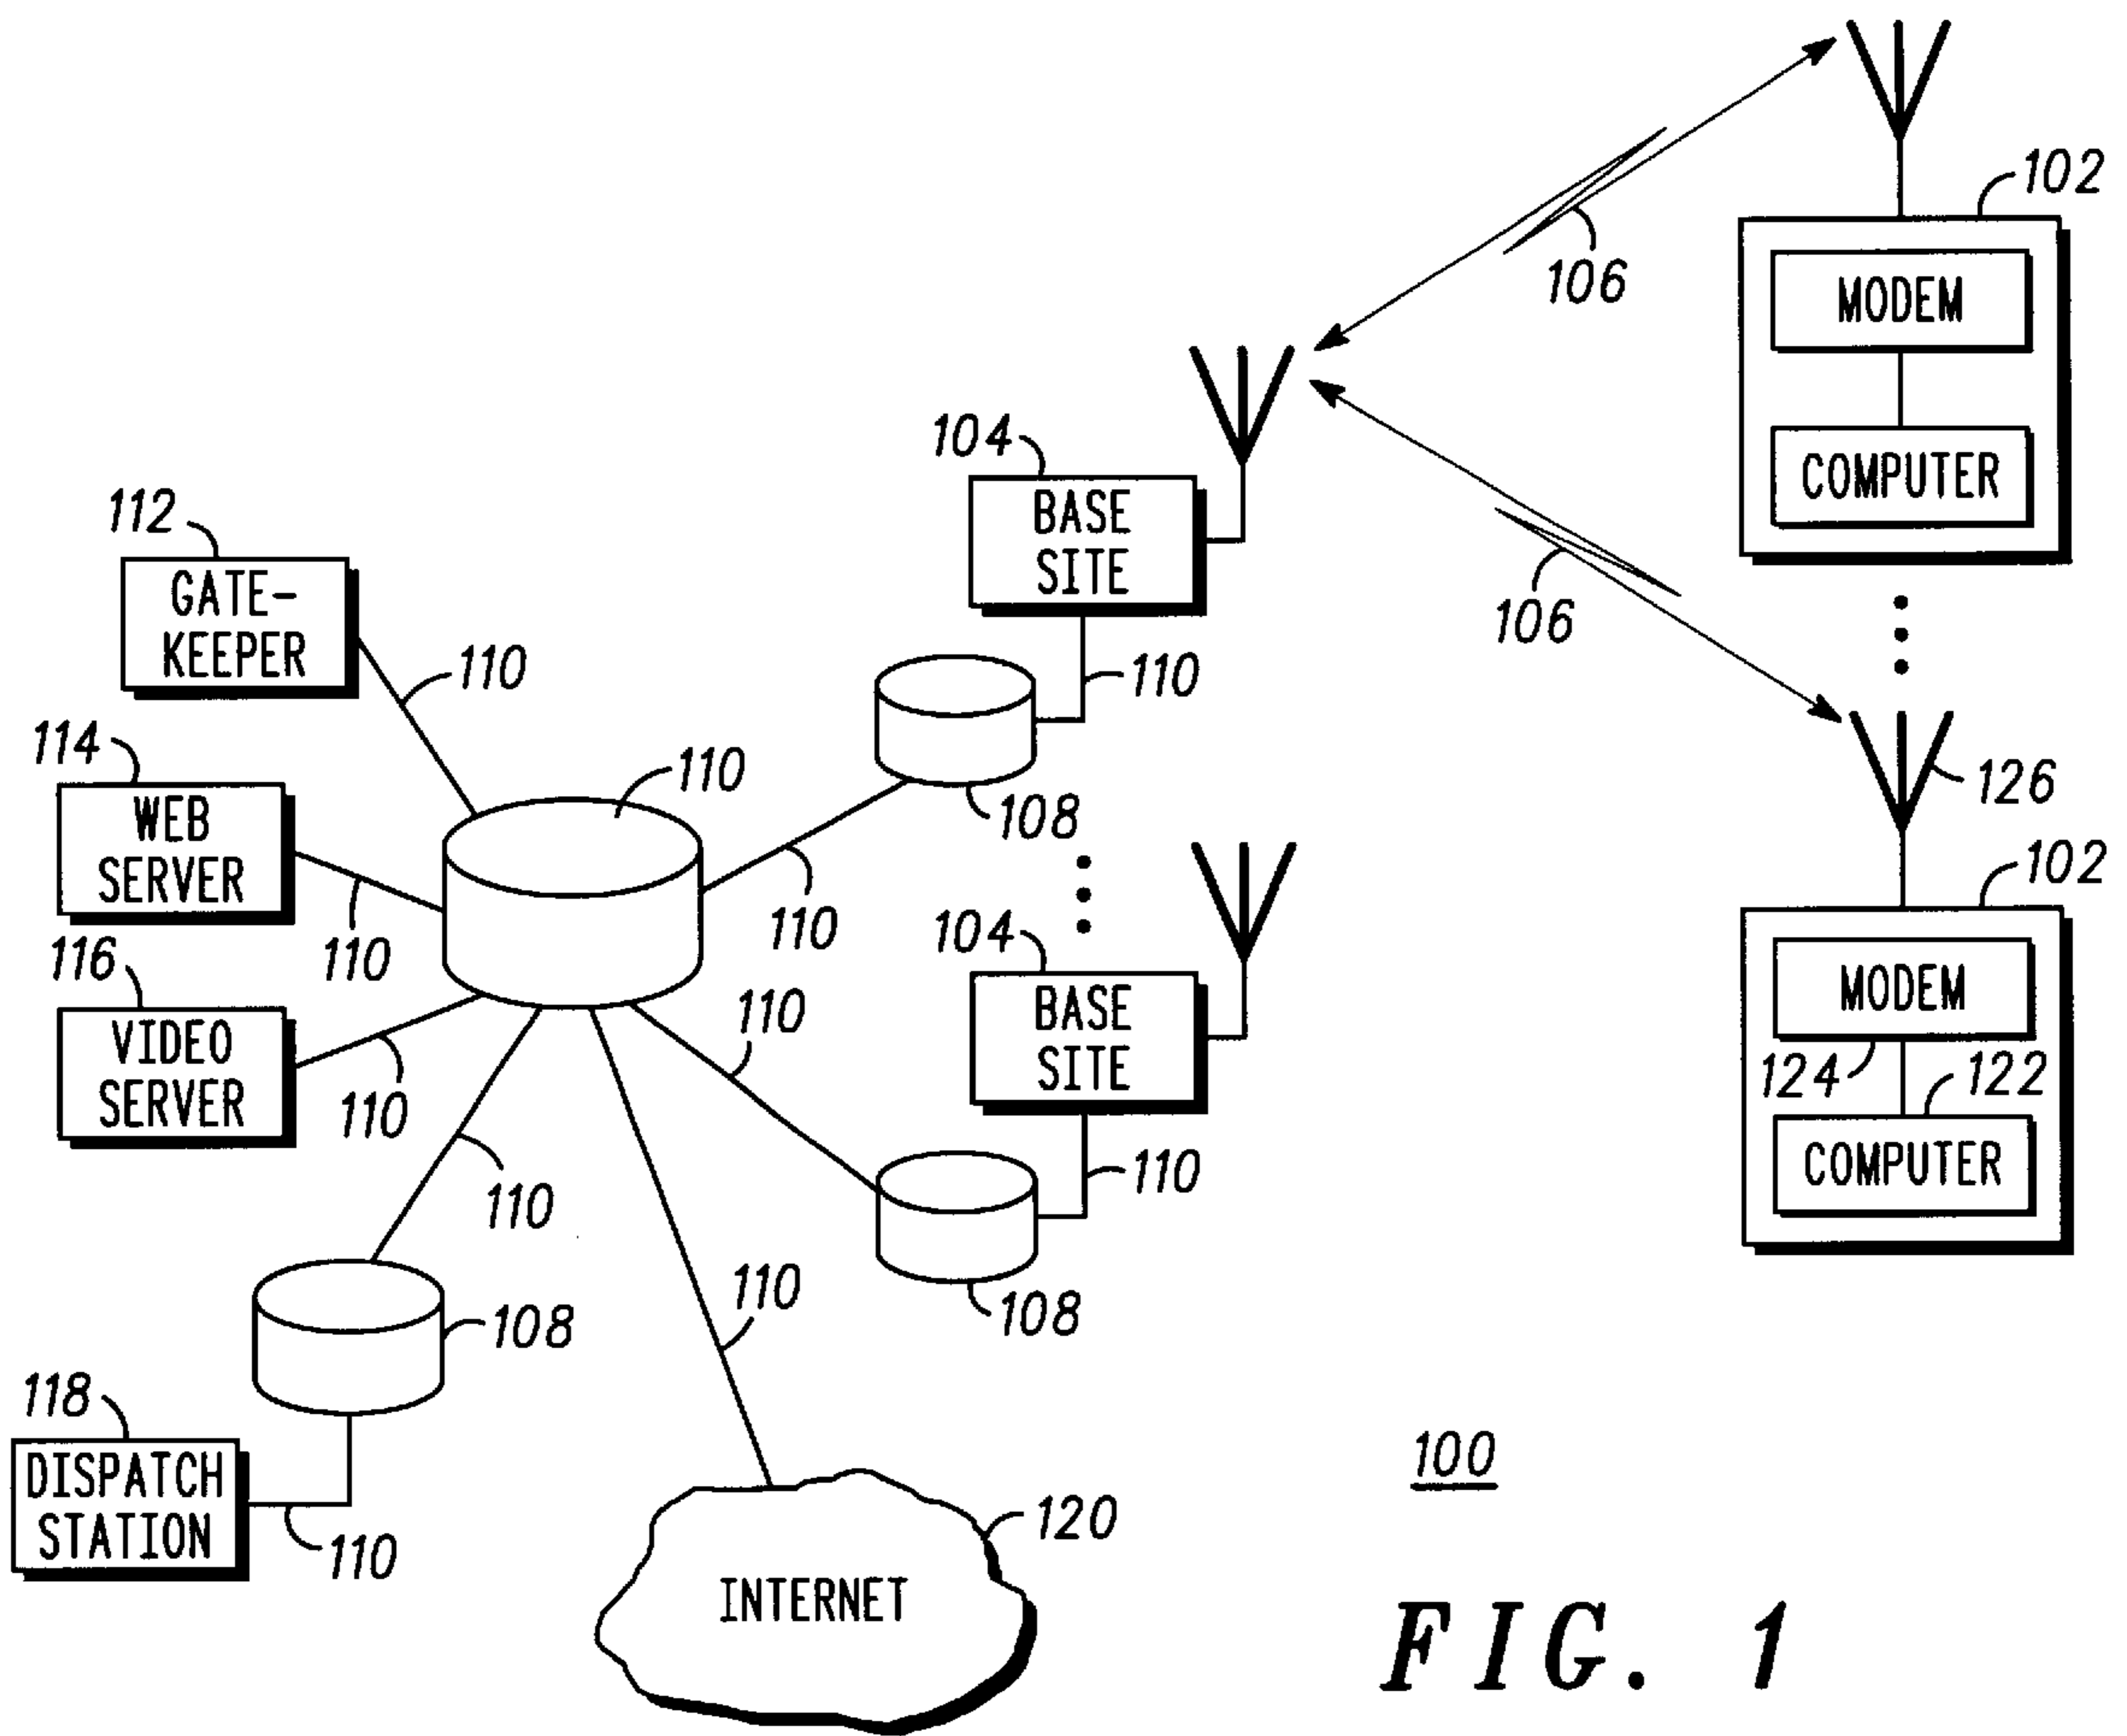 102
MODEM
COMPUTER
106
106
104
BASE
SITE
110
108
112
GATE-
KEEPER
110
114
WEB
SERVER
110
110
110
116
VIDEO
SERVER
110
110
104
BASE
SITE
110
108
110
110
108
118
DISPATCH
STATION
110
120
INTERNET
126
102
MODEM
124
122
COMPUTER
100
FIG. 1